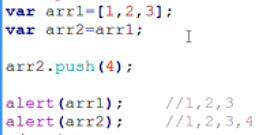 var arr1=[1,2,3];
var arr2=arr1;
arr2.push(4);
alert(arr1); //1,2,3
alert(arr2); //1,2,3,4